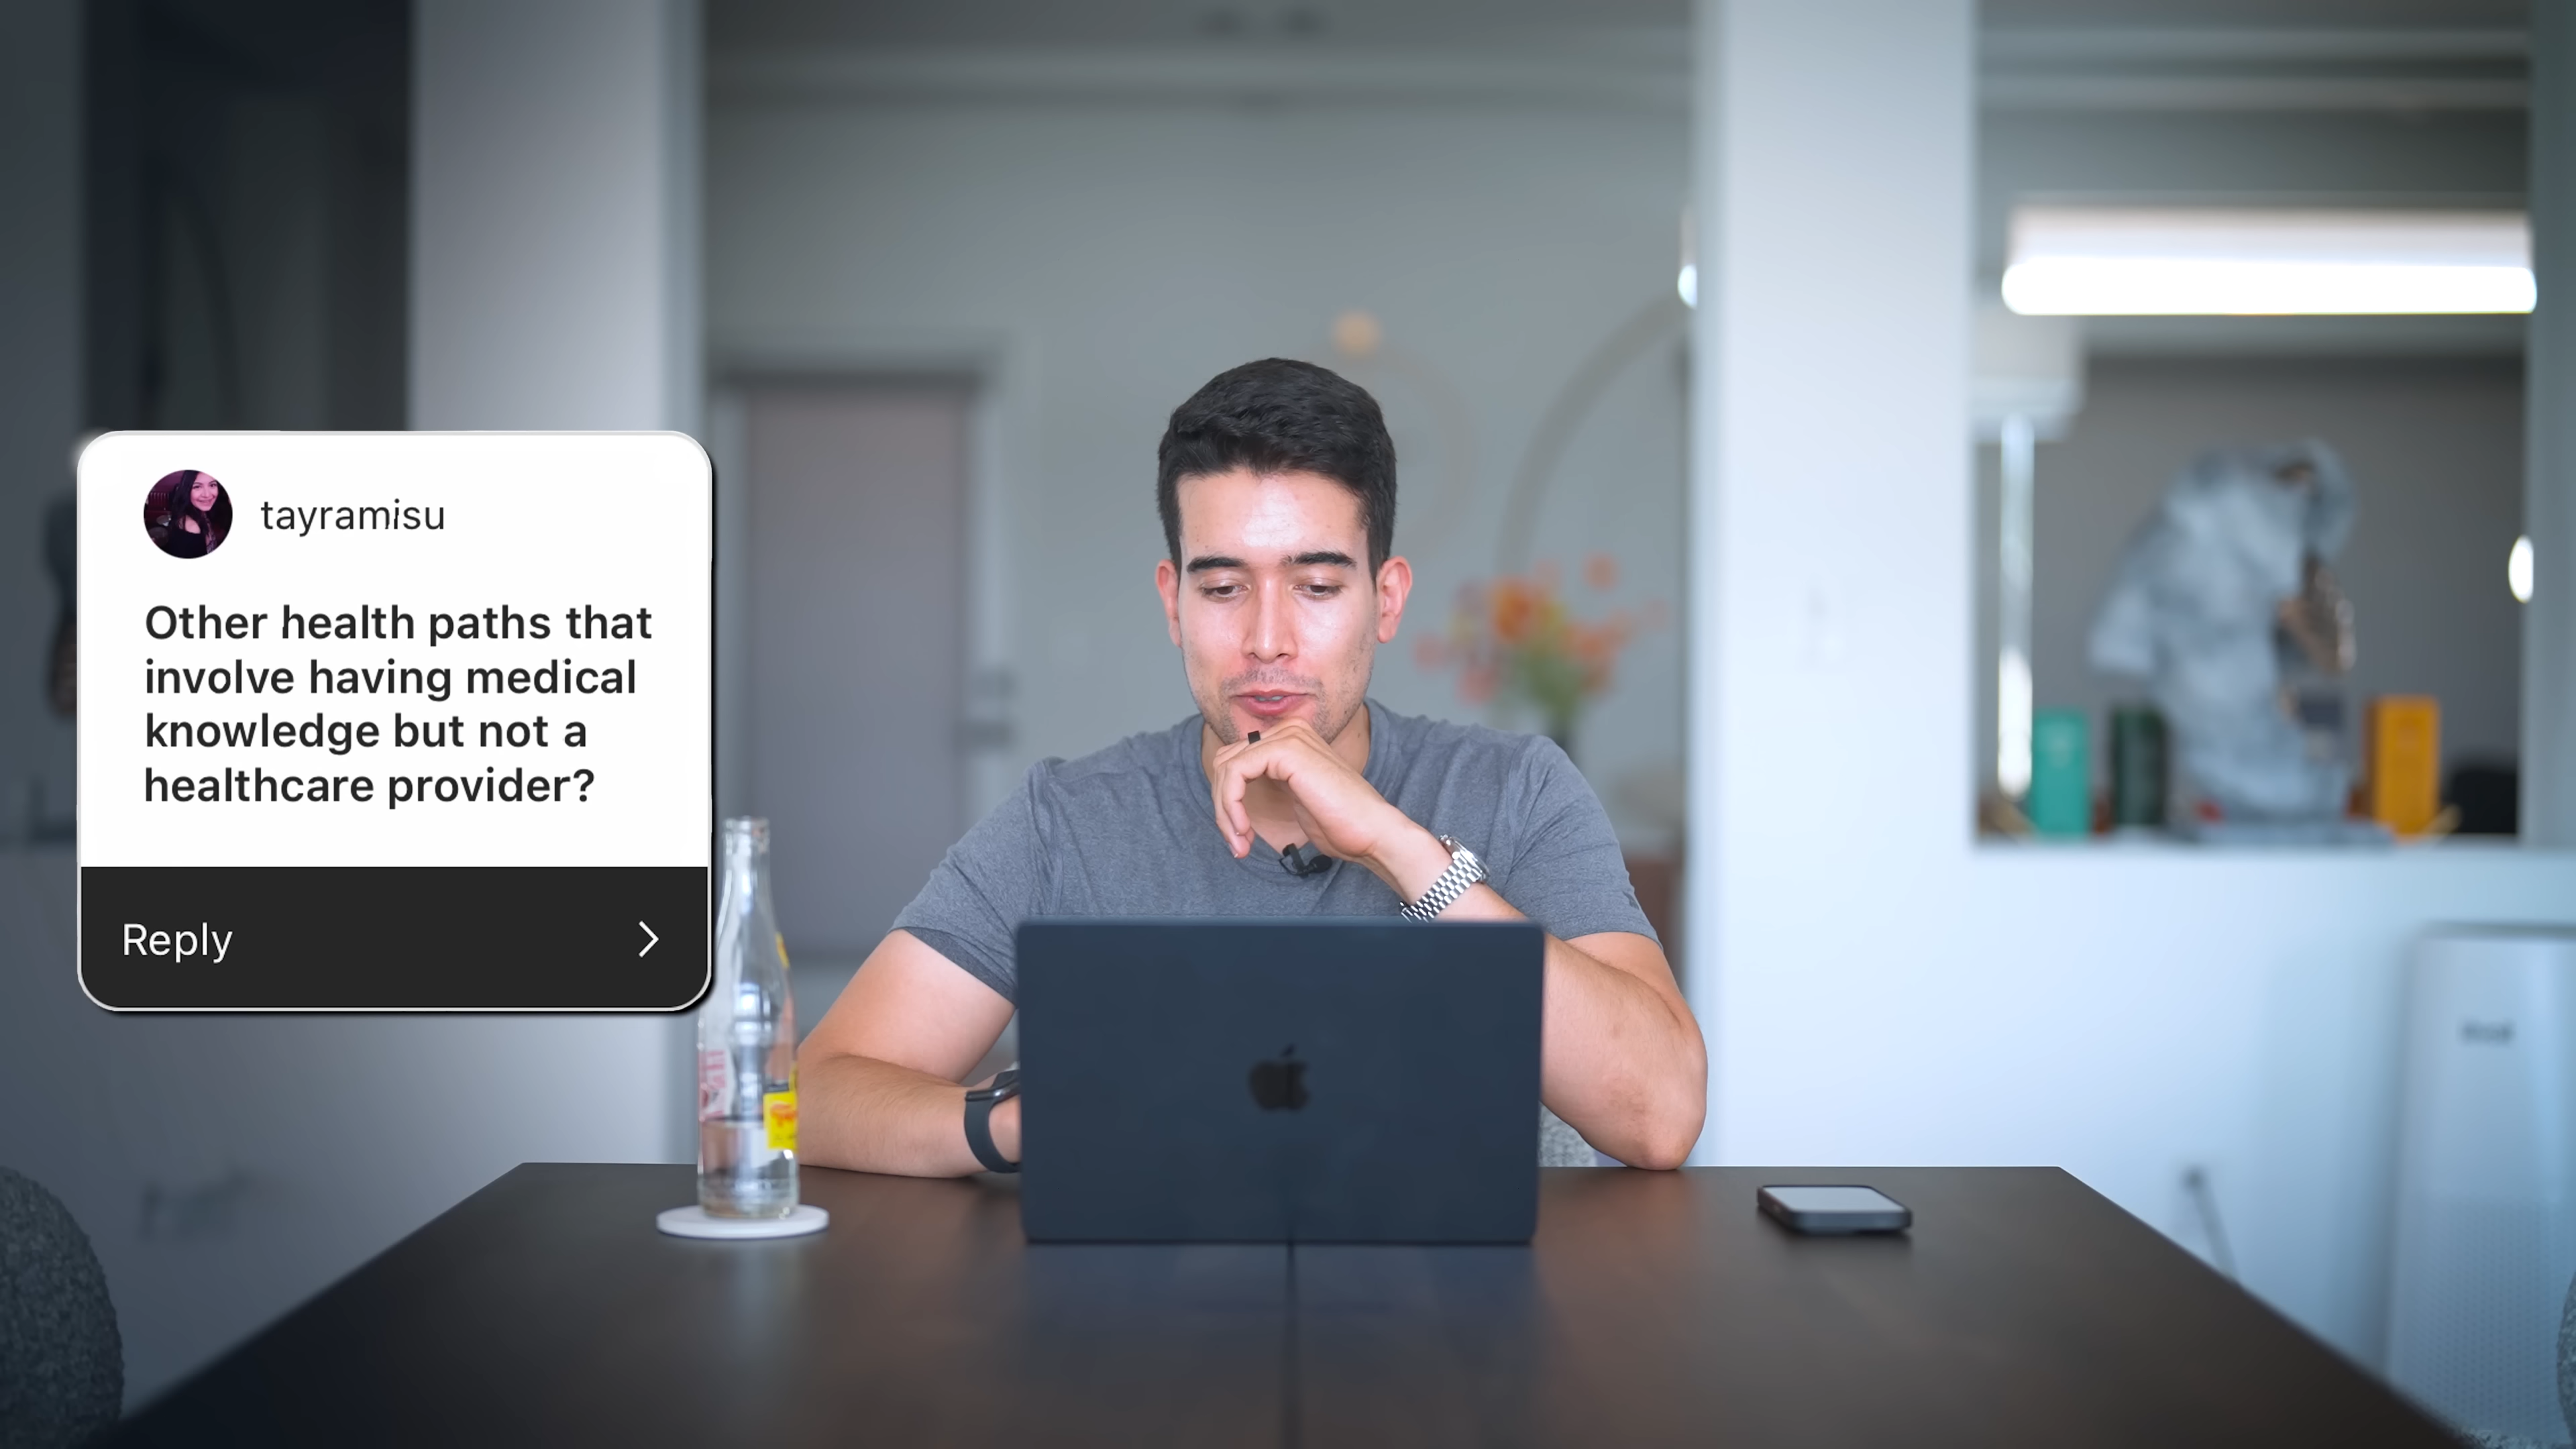 tayramisu
Other health paths that
involve having medical
knowledge but not a
healthcare provider?
Reply